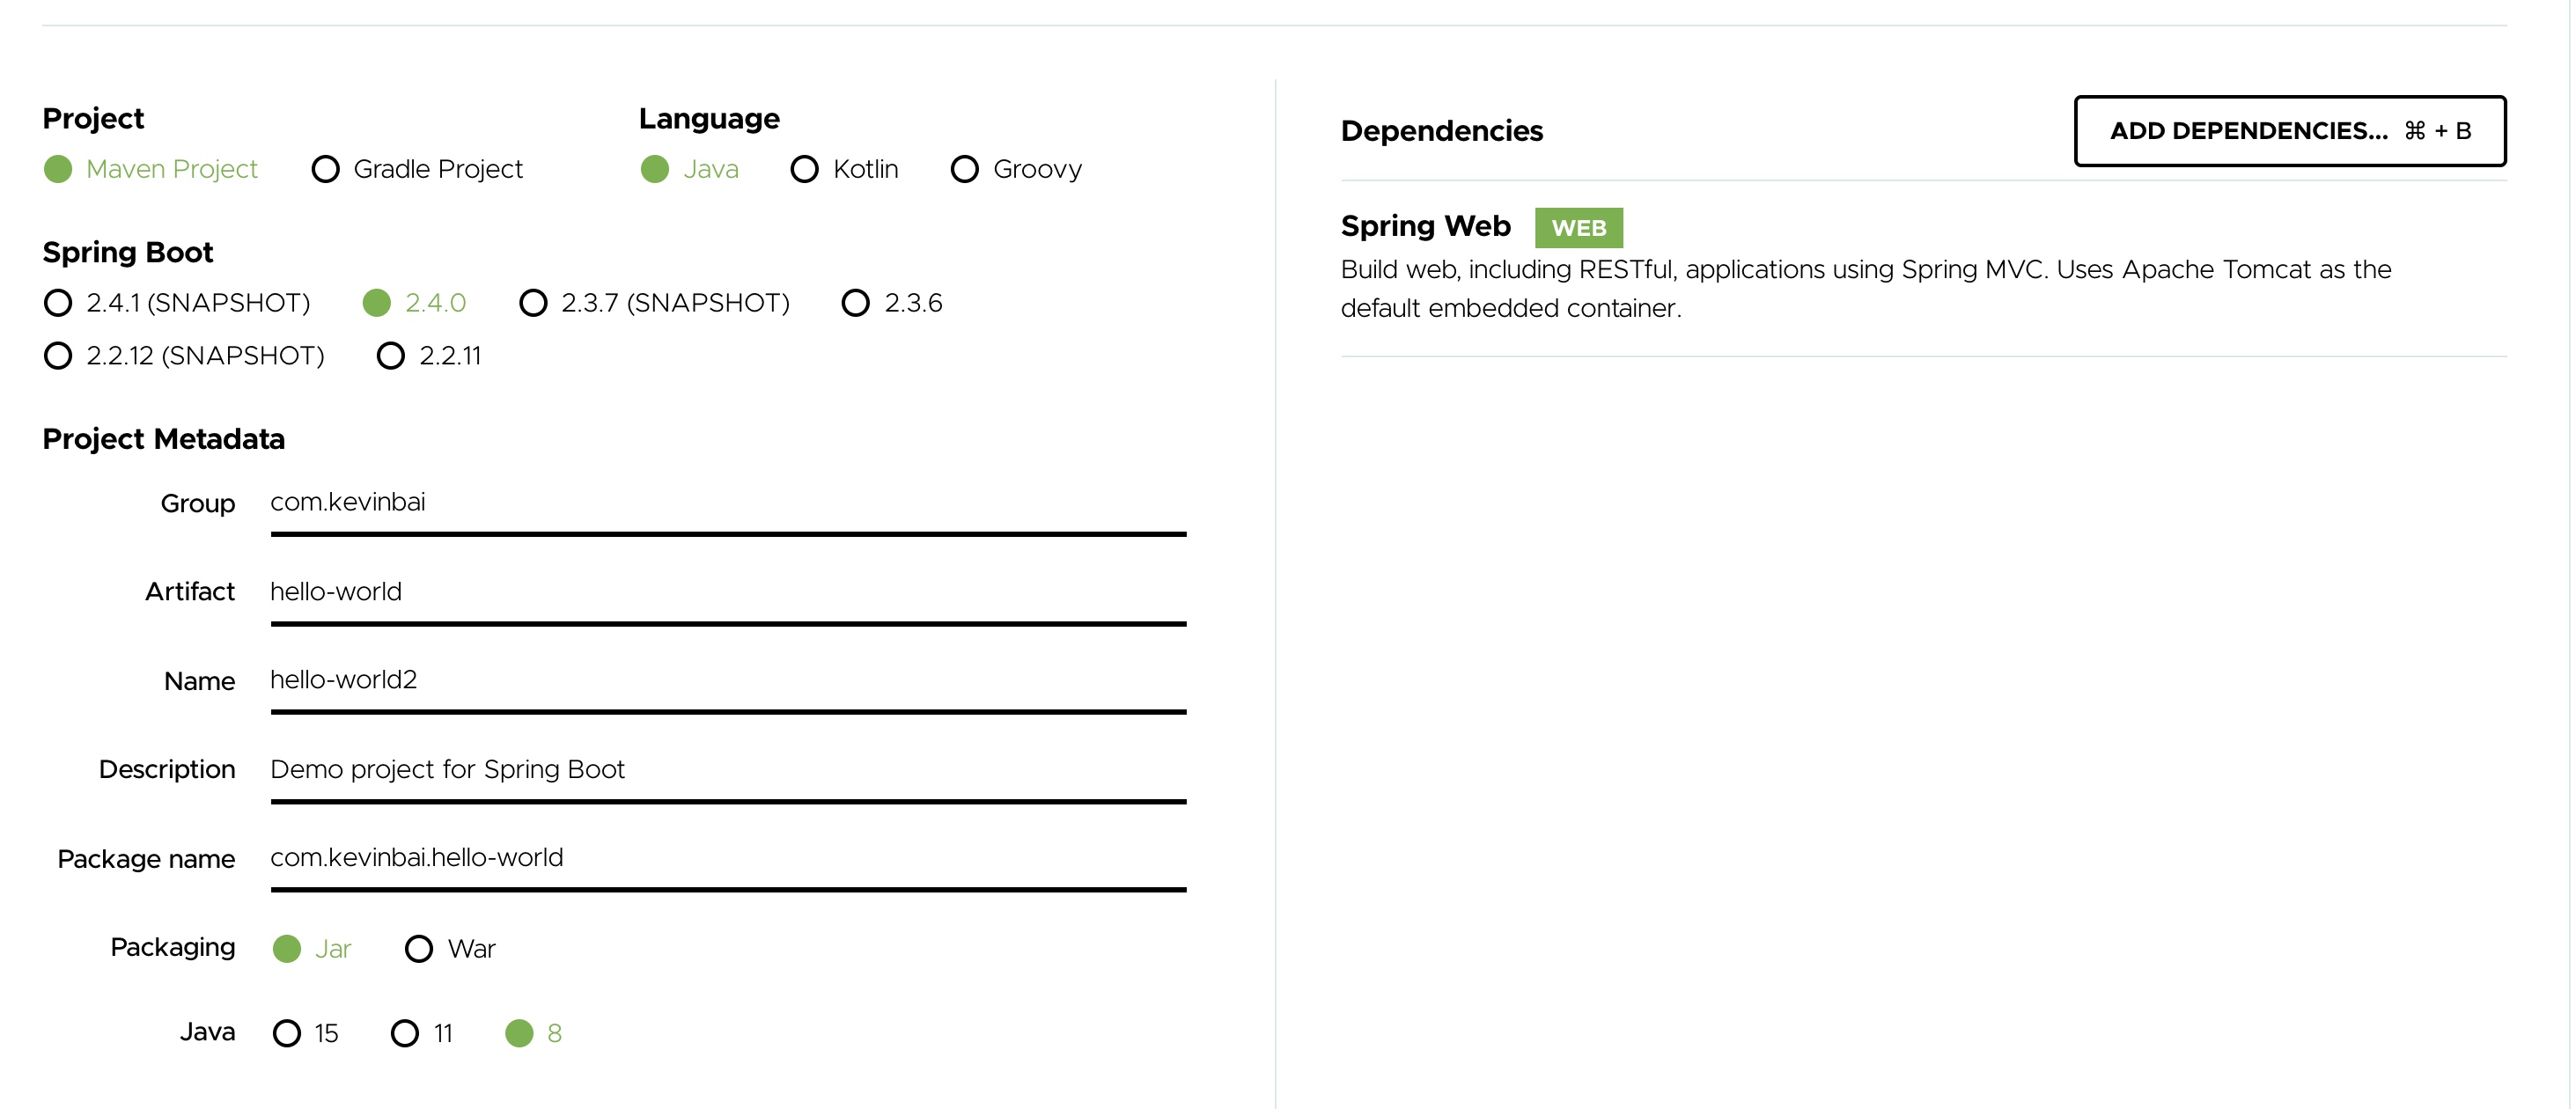 Project
Maven Project Gradle Project
Language
Java Kotlin Groovy
Spring Boot
2.4.1 (SNAPSHOT) 2.4.0 2.3.7 (SNAPSHOT) 2.3.6
2.2.12 (SNAPSHOT) 2.2.11
Project Metadata
Group com.kevinbai
Artifact hello-world
Name hello-world2
Description Demo project for Spring Boot
Package name com.kevinbai.hello-world
Packaging Jar War
Java 15 11 8
Dependencies
ADD DEPENDENCIES... ⌘ + B
Spring Web WEB
Build web, including RESTful, applications using Spring MVC. Uses Apache Tomcat as the
default embedded container.